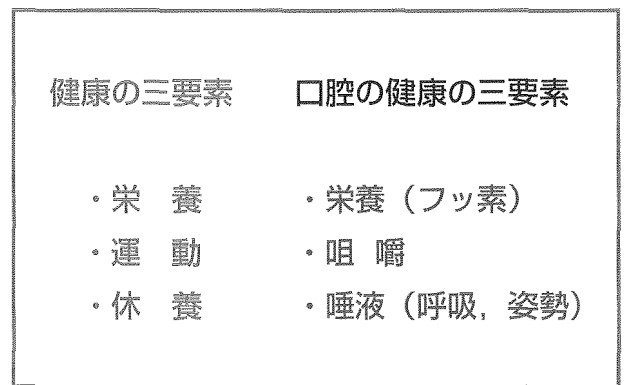 健康の三要素 口腔の健康の三要素
・栄 養 ・栄養（フッ素）
・運 動 ・咀 嚼
・休 養 ・唾液（呼吸，姿勢）